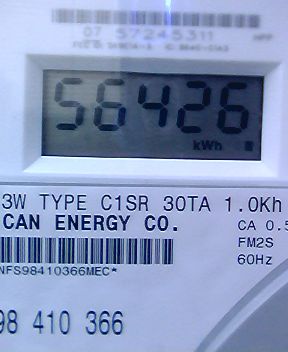 07 57245311
56426
kWh
3W TYPE C1SR 30TA 1.0Kh
CAN ENERGY CO.
CA 0.5
FM2S
60Hz
NFS98410366MEC*
98 410 366